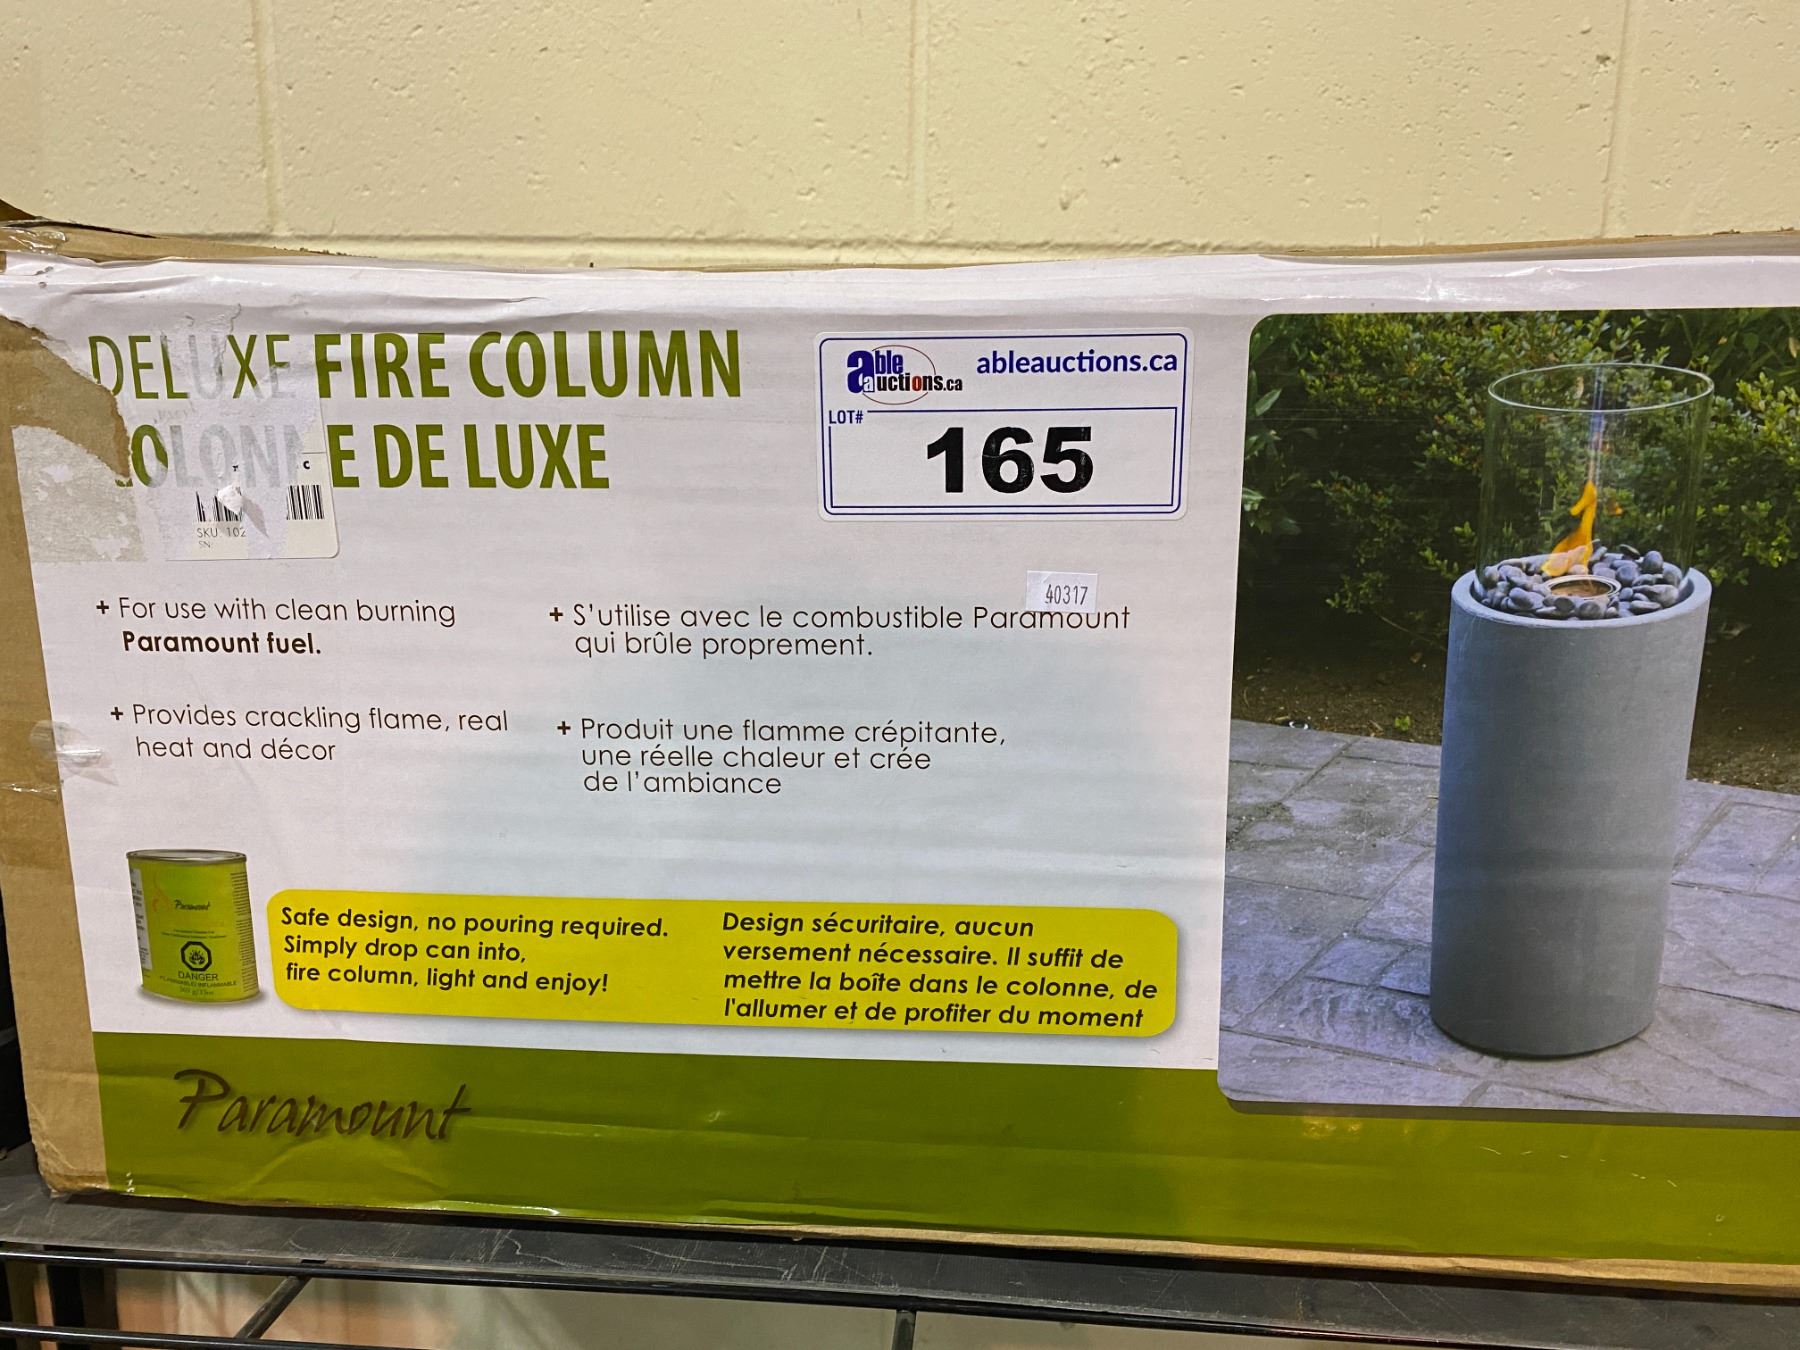 DELUXE FIRE COLUMN
COLONNE DE LUXE
able auctions.ca
ableauctions.ca
LOT#
165
SKU: 102
SN:
40317
+ For use with clean burning
Paramount fuel.
+ Provides crackling flame, real
heat and décor
+ S'utilise avec le combustible Paramount
qui brûle proprement.
+ Produit une flamme crépitante,
une réelle chaleur et crée
de l'ambiance
Paramount
DANGER
Safe design, no pouring required.
Simply drop can into,
fire column, light and enjoy!
Design sécuritaire, aucun
versement nécessaire. Il suffit de
mettre la boîte dans le colonne, de
l'allumer et de profiter du moment
Paramount